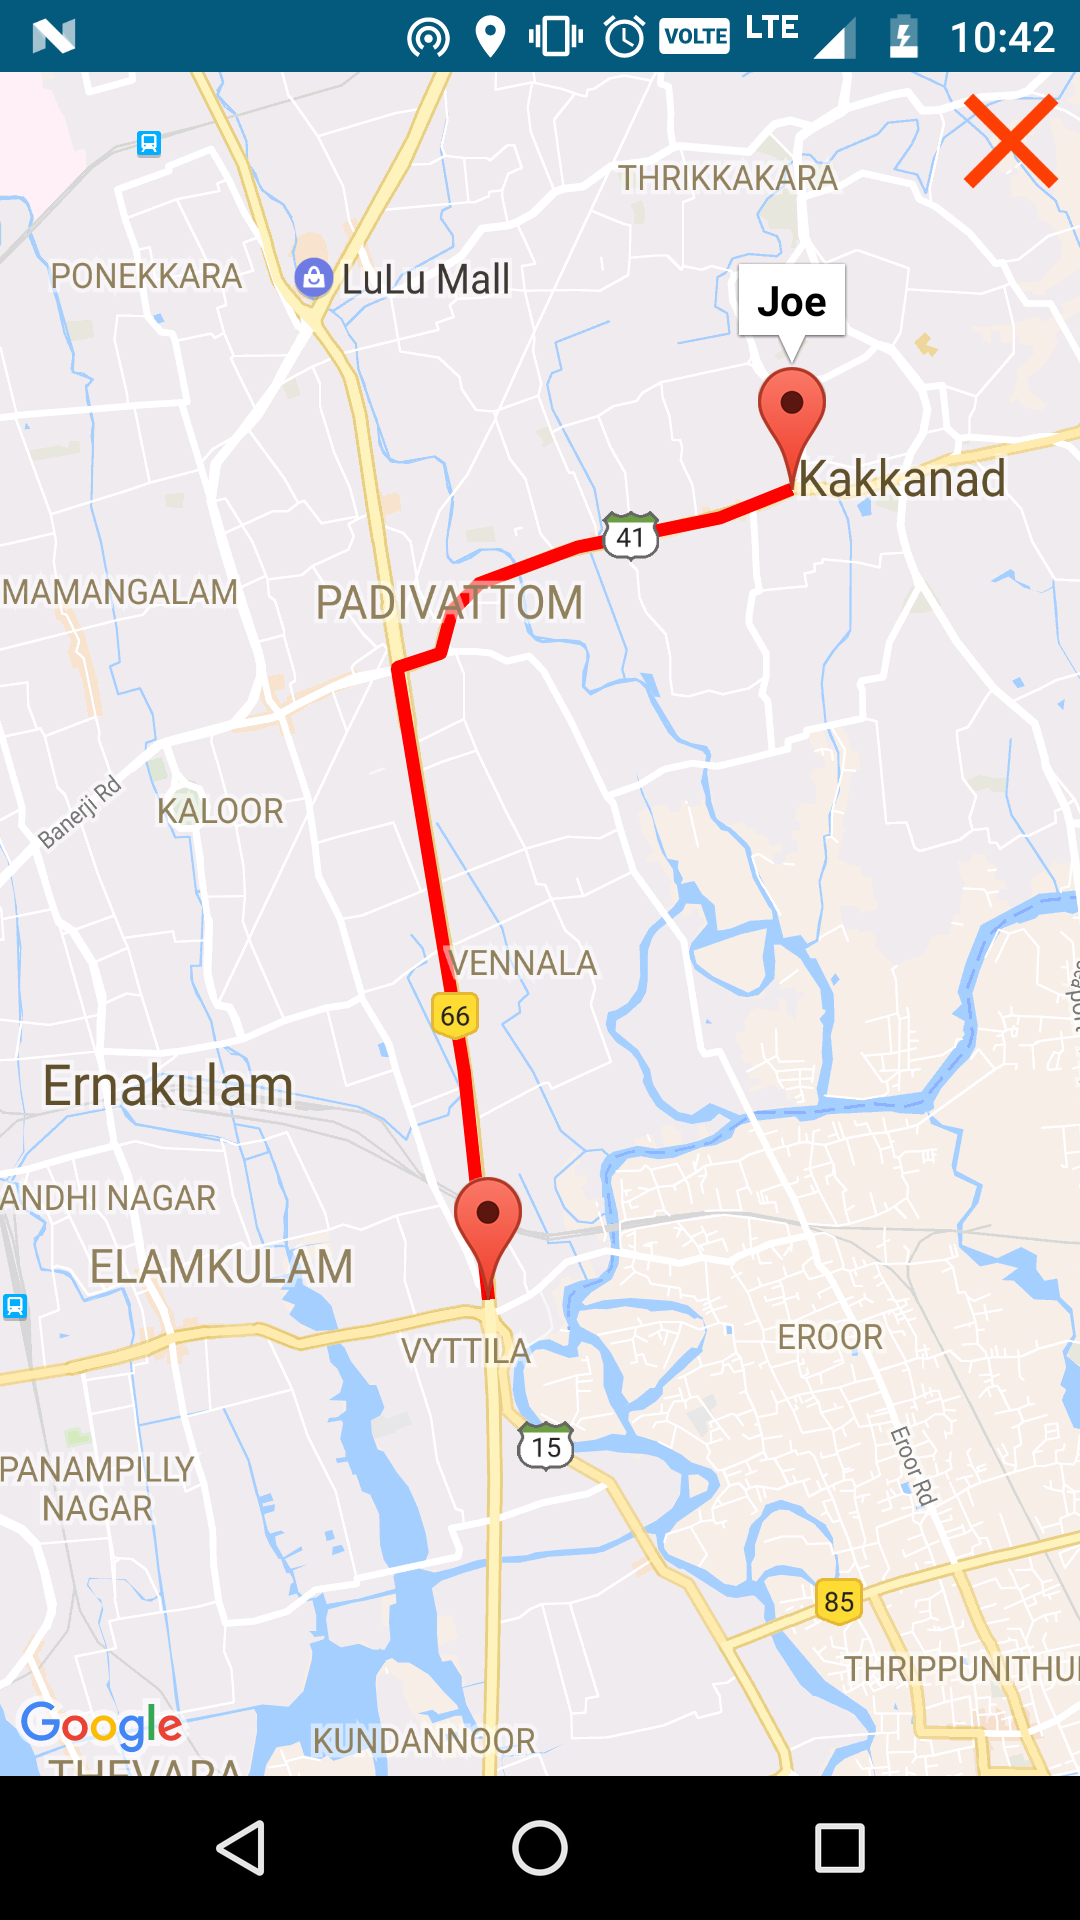 VOLTE LTE 10:42
THRIKKAKARA
PONEKKARA
LuLu Mall
Joe
Kakkanad
41
MAMANGALAM
PADIVATTOM
Banerji Rd
KALOOR
VENNALA
66
Ernakulam
ANDHI NAGAR
ELAMKULAM
VYTTILA
EROOR
15
Eroor Rd
PANAMPILLY
NAGAR
85
THRIPPUNITHU
Google
KUNDANNOOR
THEVARA